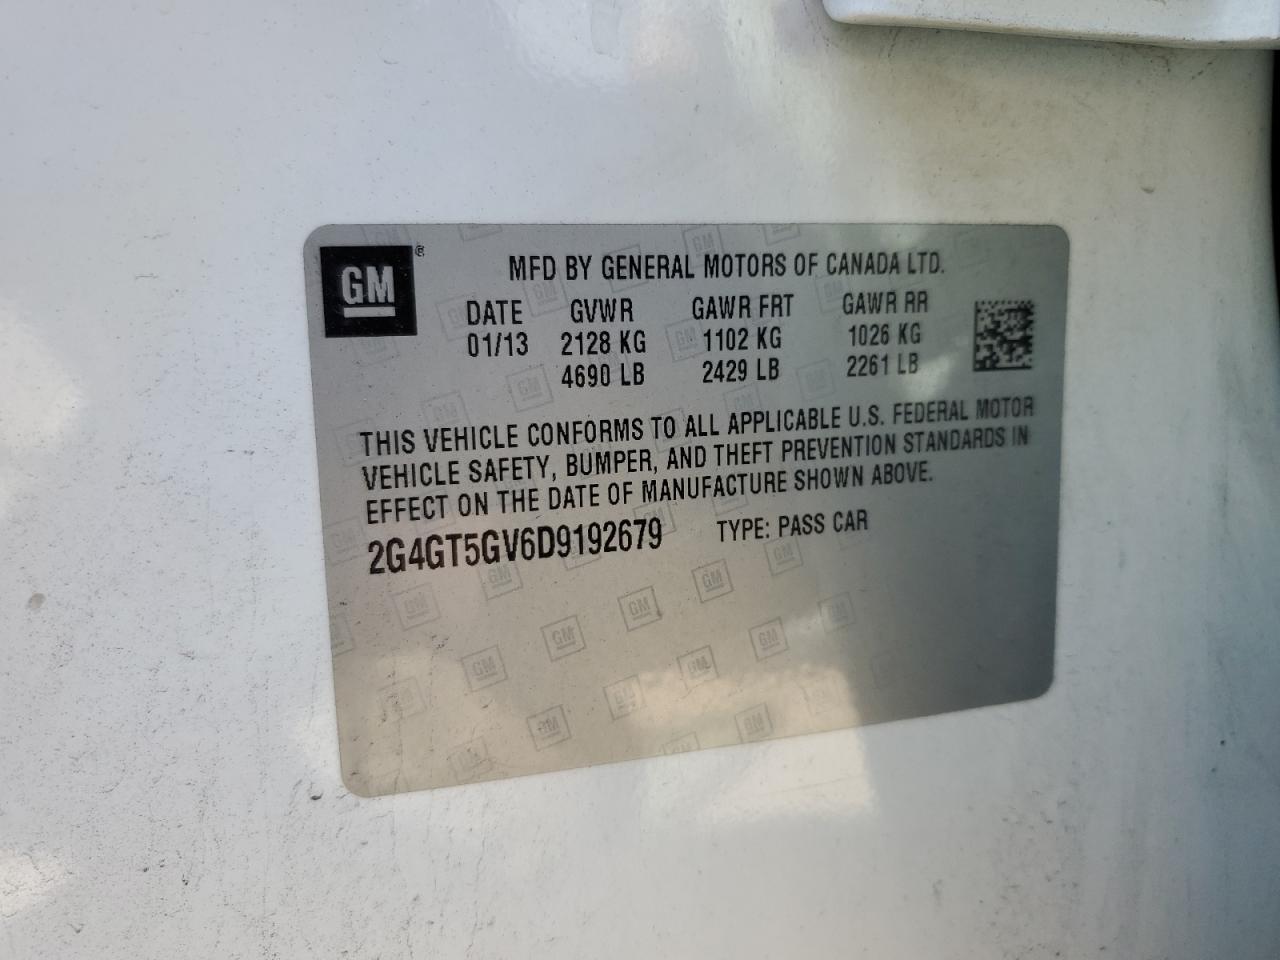 GM ®
MFD BY GENERAL MOTORS OF CANADA LTD.
DATE GVWR GAWR FRT GAWR RR
01/13 2128 KG 1102 KG 1026 KG
4690 LB 2429 LB 2261 LB
THIS VEHICLE CONFORMS TO ALL APPLICABLE U.S. FEDERAL MOTOR
VEHICLE SAFETY, BUMPER, AND THEFT PREVENTION STANDARDS IN
EFFECT ON THE DATE OF MANUFACTURE SHOWN ABOVE.
2G4GT5GV6D9192679 TYPE: PASS CAR